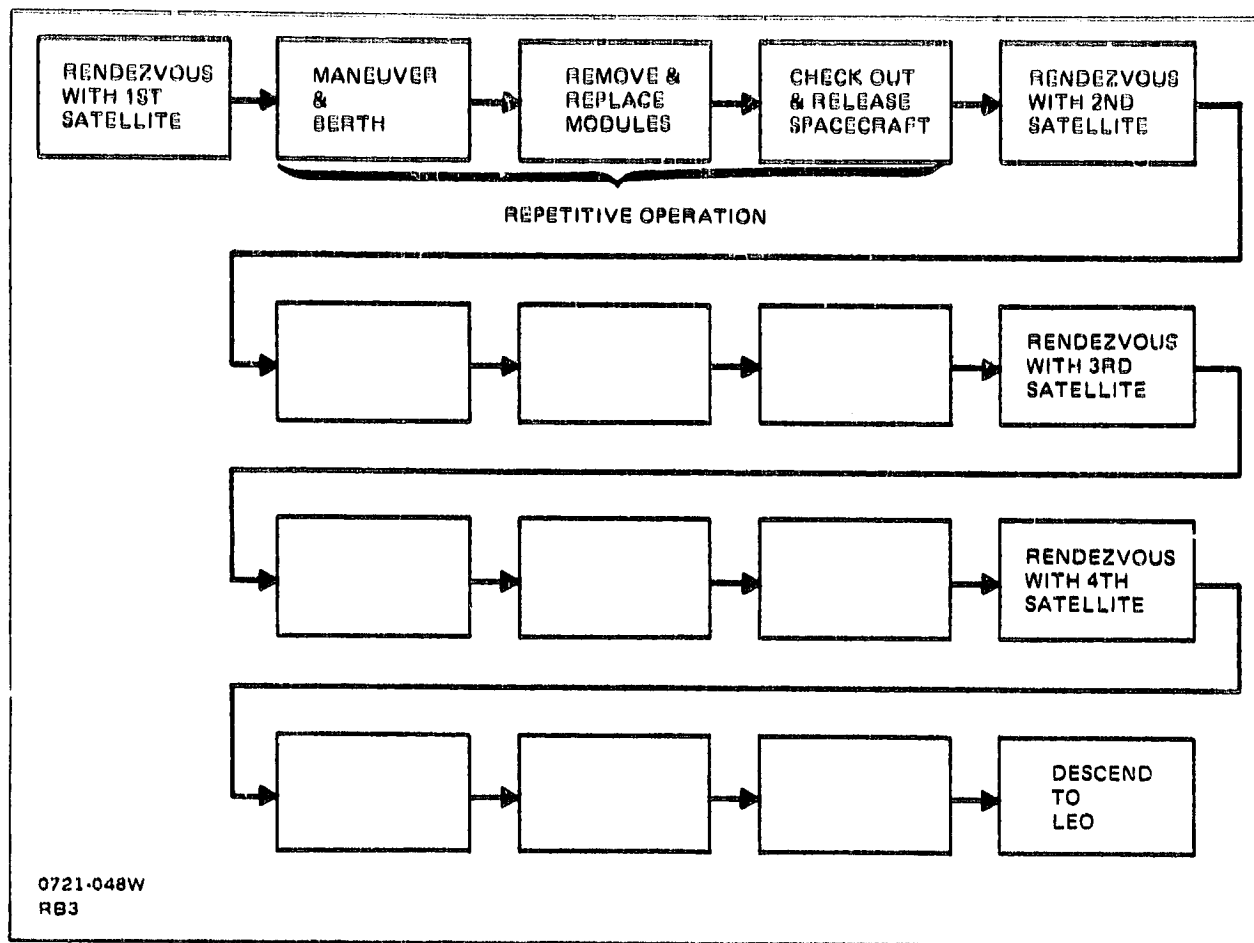 RENDEZVOUS
WITH 1ST
SATELLITE
MANEUVER
&
BERTH
REMOVE &
REPLACE
MODULES
CHECK OUT
& RELEASE
SPACECRAFT
RENDEZVOUS
WITH 2ND
SATELLITE
REPETITIVE OPERATION
RENDEZVOUS
WITH 3RD
SATELLITE
RENDEZVOUS
WITH 4TH
SATELLITE
DESCEND
TO
LEO
0721-048W
RB3